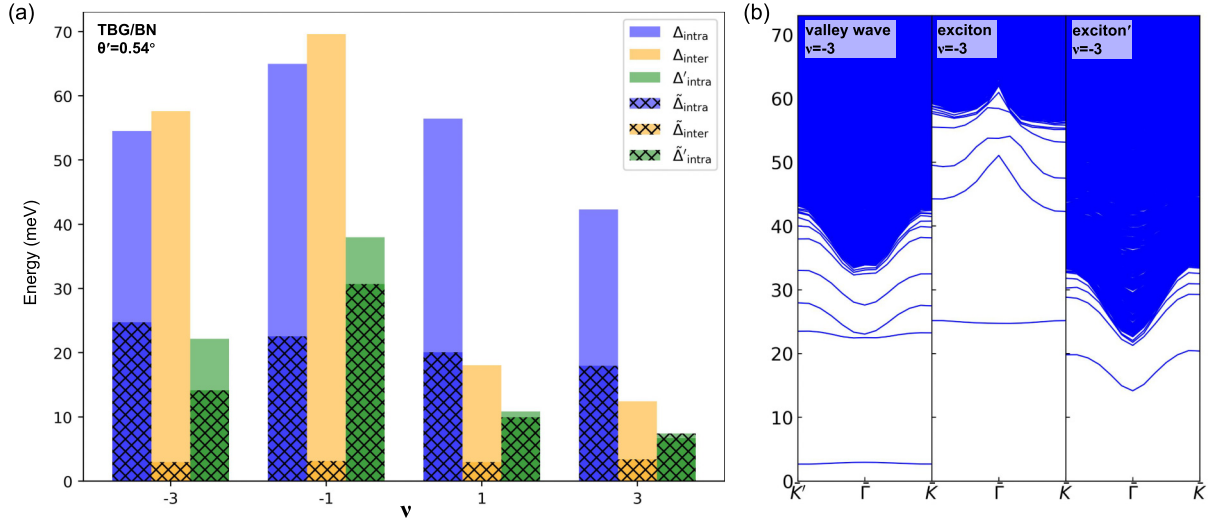 (a)
TBG/BN
θ′=0.54°
Δintra
Δinter
Δ′intra
Δ̃intra
Δ̃inter
Δ̃′intra
Energy (meV)
70
60
50
40
30
20
10
0
-3
-1
1
3
ν
(b)
valley wave
ν=-3
exciton
ν=-3
exciton′
ν=-3
70
60
50
40
30
20
10
0
K̄′
Γ̄
K̄
Γ̄
K̄
Γ̄
K̄